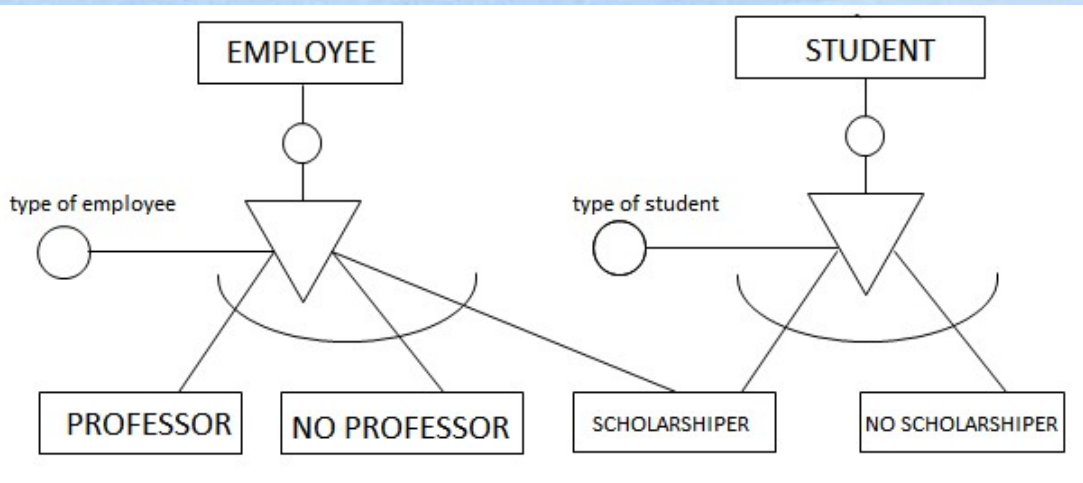 EMPLOYEE
STUDENT
type of employee
type of student
PROFESSOR
NO PROFESSOR
SCHOLARSHIPER
NO SCHOLARSHIPER